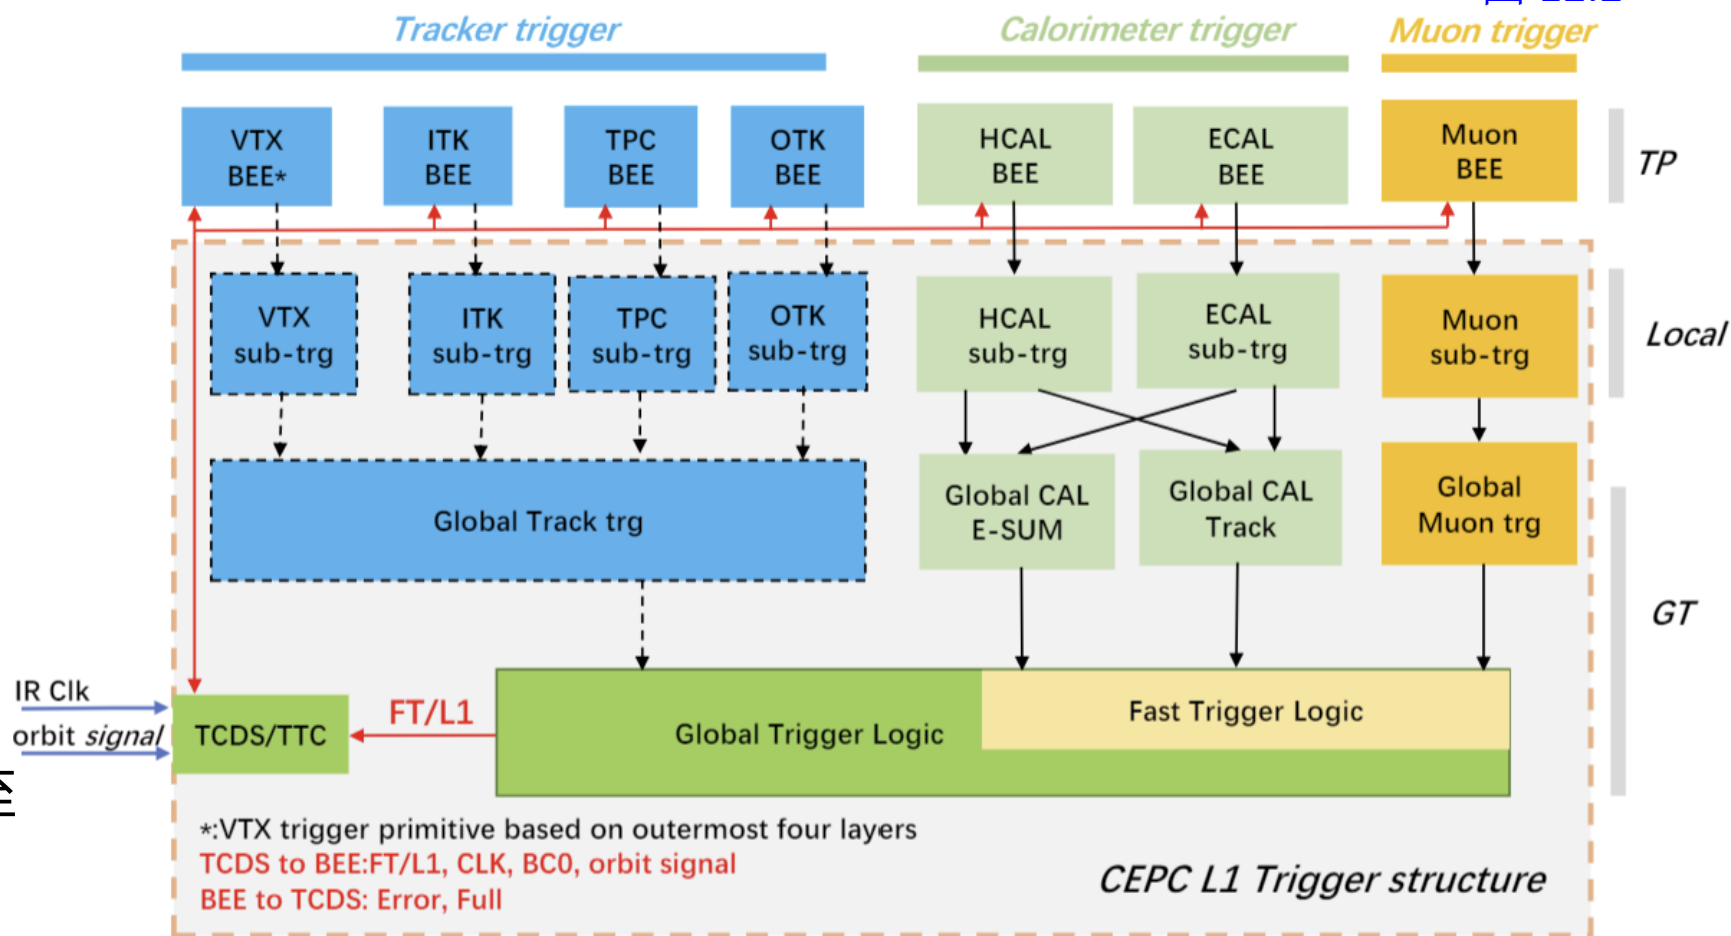 Tracker trigger
Calorimeter trigger
Muon trigger
VTX
BEE*
ITK
BEE
TPC
BEE
OTK
BEE
HCAL
BEE
ECAL
BEE
Muon
BEE
TP
VTX
sub-trg
ITK
sub-trg
TPC
sub-trg
OTK
sub-trg
HCAL
sub-trg
ECAL
sub-trg
Muon
sub-trg
Local
Global Track trg
Global CAL
E-SUM
Global CAL
Track
Global
Muon trg
GT
IR Clk
orbit signal
TCDS/TTC
FT/L1
Global Trigger Logic
Fast Trigger Logic
*:VTX trigger primitive based on outermost four layers
TCDS to BEE:FT/L1, CLK, BC0, orbit signal
BEE to TCDS: Error, Full
CEPC L1 Trigger structure